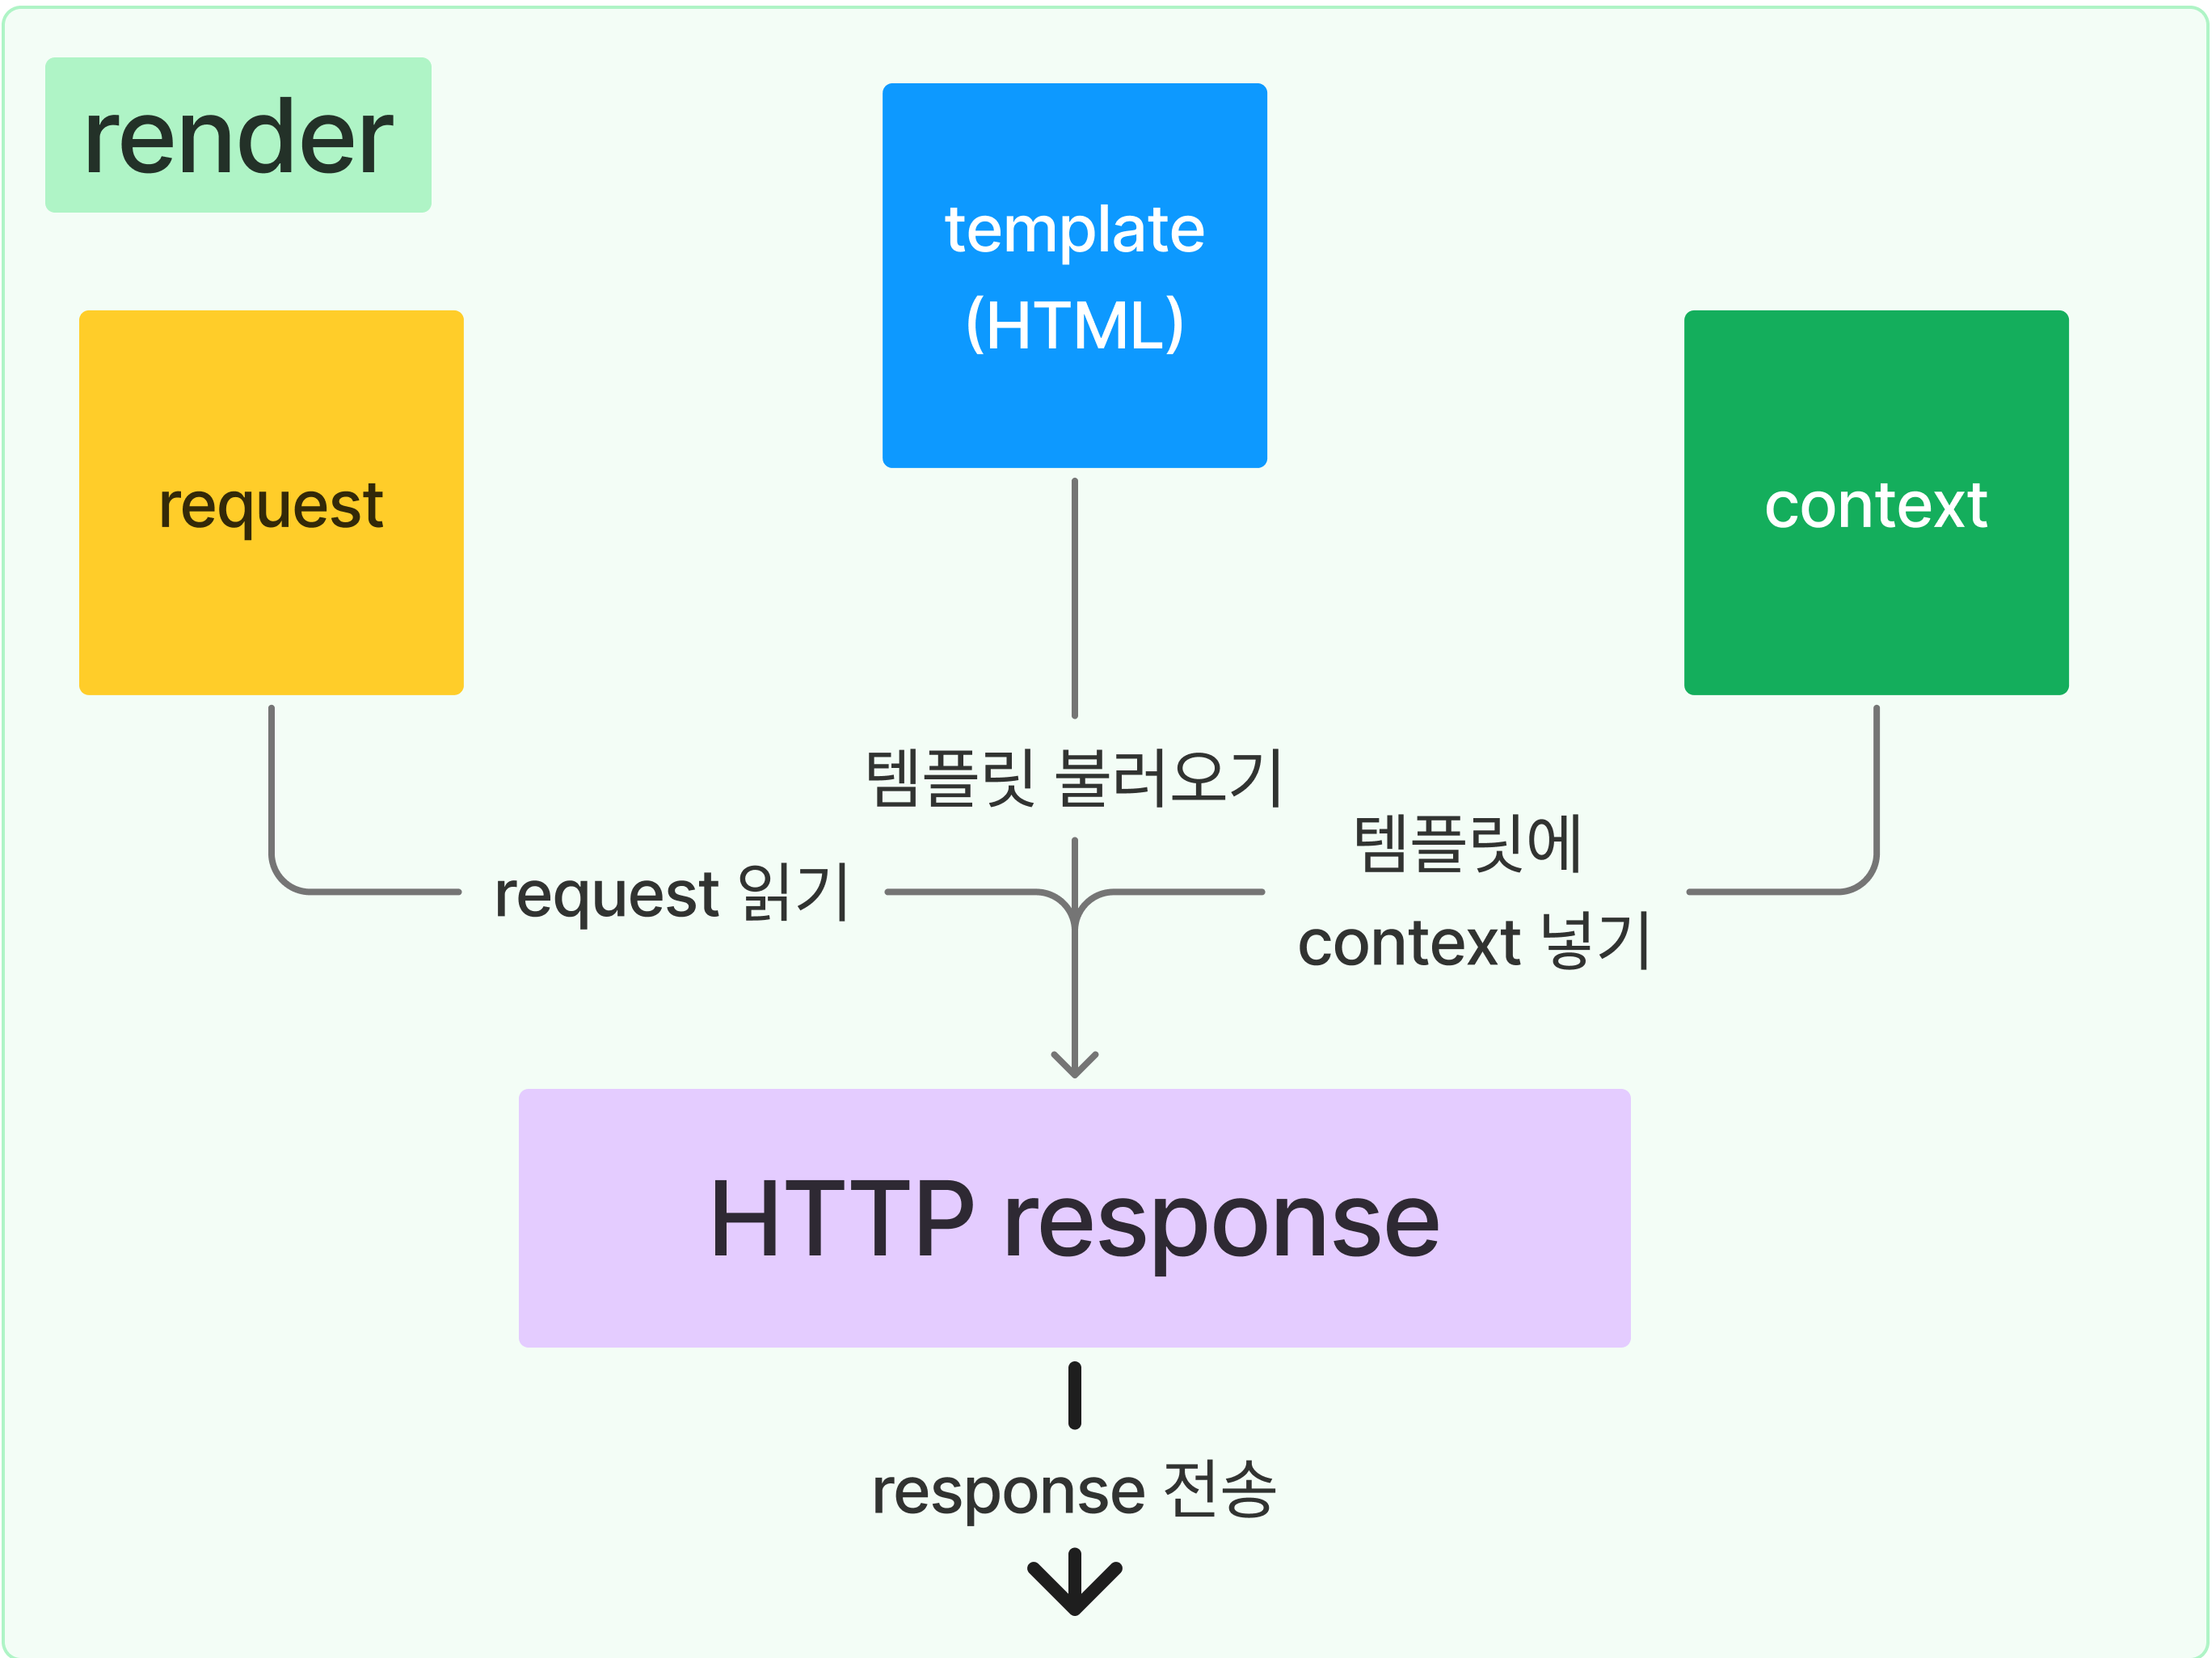 render
template
(HTML)
request
context
템플릿 불러오기
request 읽기
템플릿에
context 넣기
HTTP response
response 전송